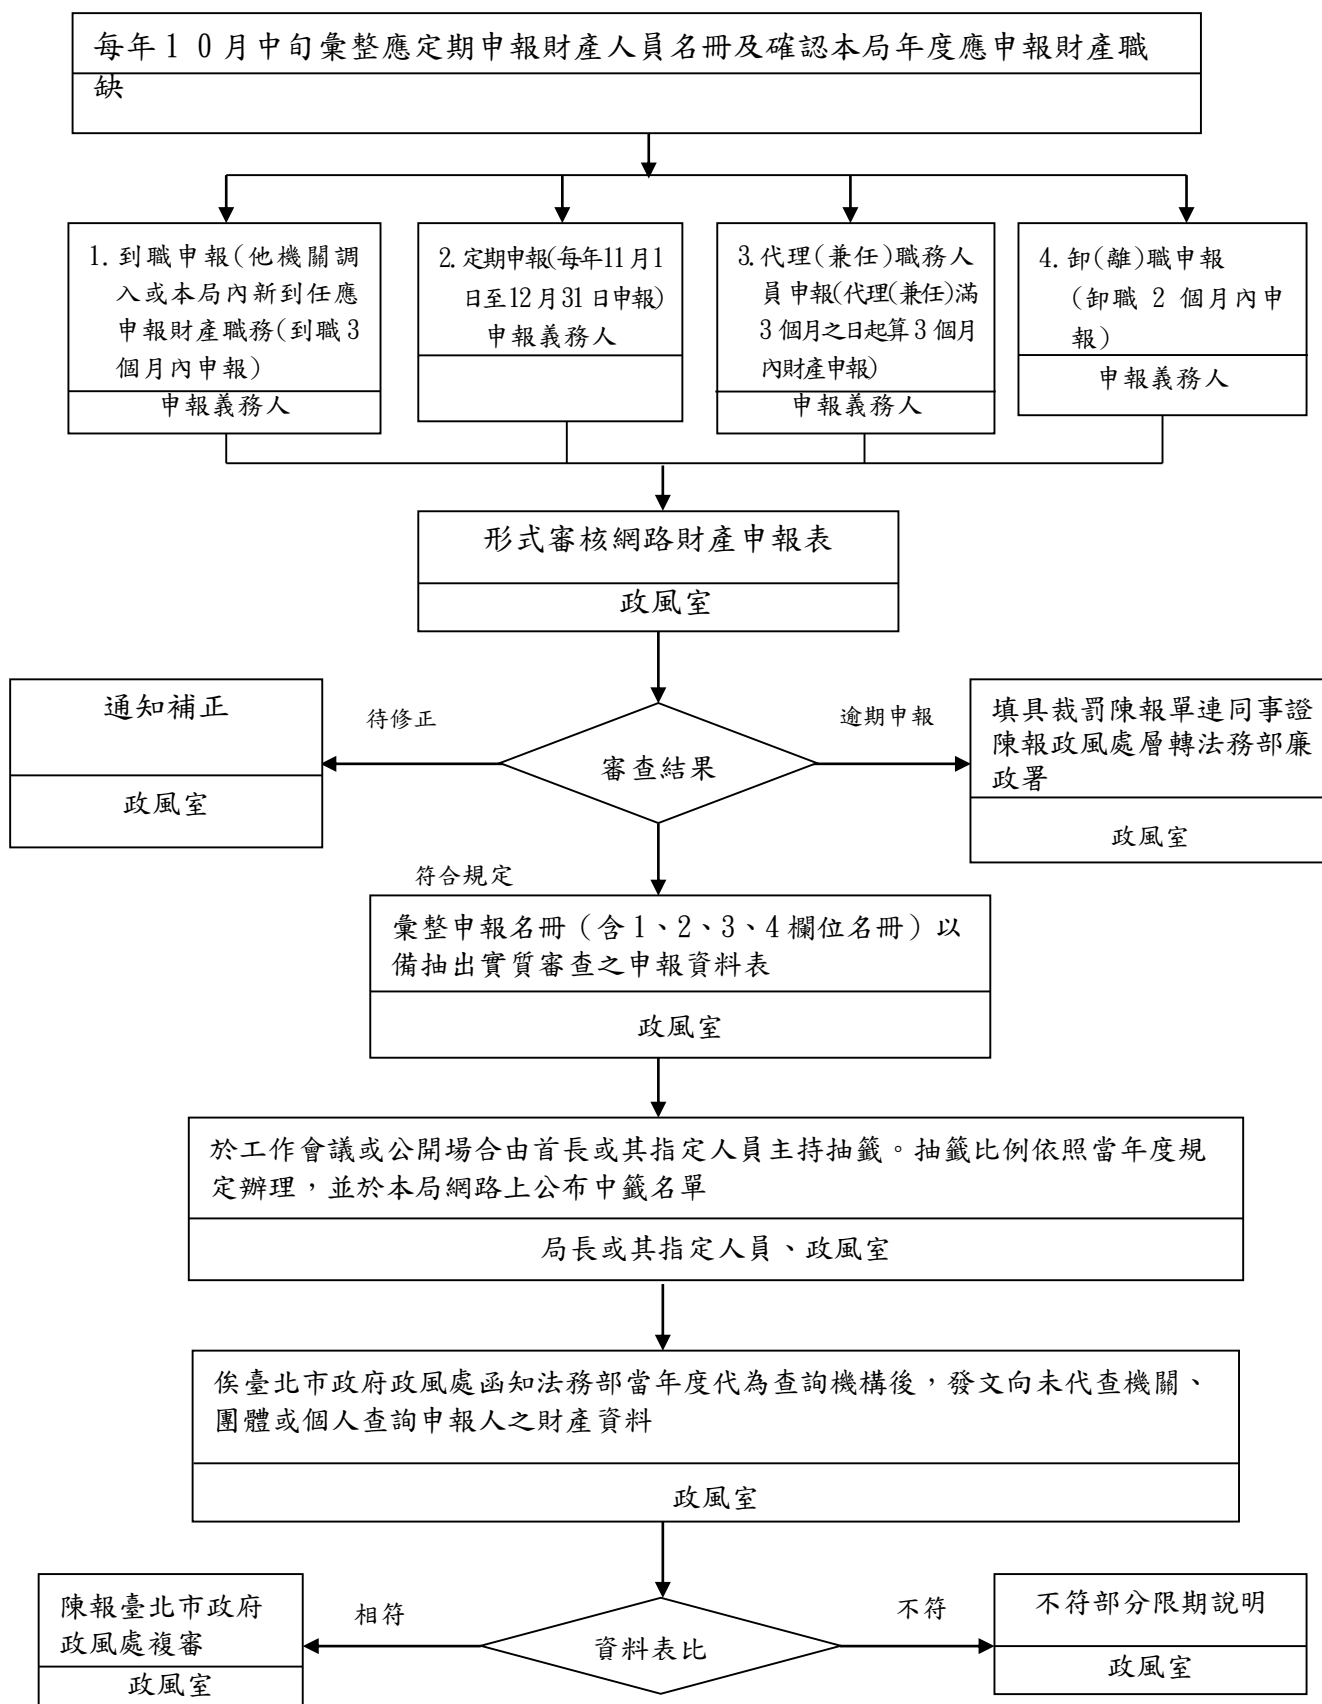 每年10月中旬彙整應定期申報財產人員名冊及確認本局年度應申報財產職
缺
1. 到職申報(他機關調
入或本局內新到任應
申報財產職務(到職3
個月內申報)
申報義務人
2. 定期申報(每年11月1
日至12月31日申報)
申報義務人
3. 代理(兼任)職務人
員申報(代理(兼任)滿
3個月之日起算3個月
內財產申報)
申報義務人
4. 卸(離)職申報
(卸職 2 個月內申
報)
申報義務人
形式審核網路財產申報表
政風室
審查結果
待修正
通知補正
政風室
逾期申報
填具裁罰陳報單連同事證
陳報政風處層轉法務部廉
政署
政風室
符合規定
彙整申報名冊（含1、2、3、4欄位名冊）以
備抽出實質審查之申報資料表
政風室
於工作會議或公開場合由首長或其指定人員主持抽籤。抽籤比例依照當年度規
定辦理，並於本局網路上公布中籤名單
局長或其指定人員、政風室
俟臺北市政府政風處函知法務部當年度代為查詢機構後，發文向未代查機關、
團體或個人查詢申報人之財產資料
政風室
資料表比
相符
陳報臺北市政府
政風處複審
政風室
不符
不符部分限期說明
政風室